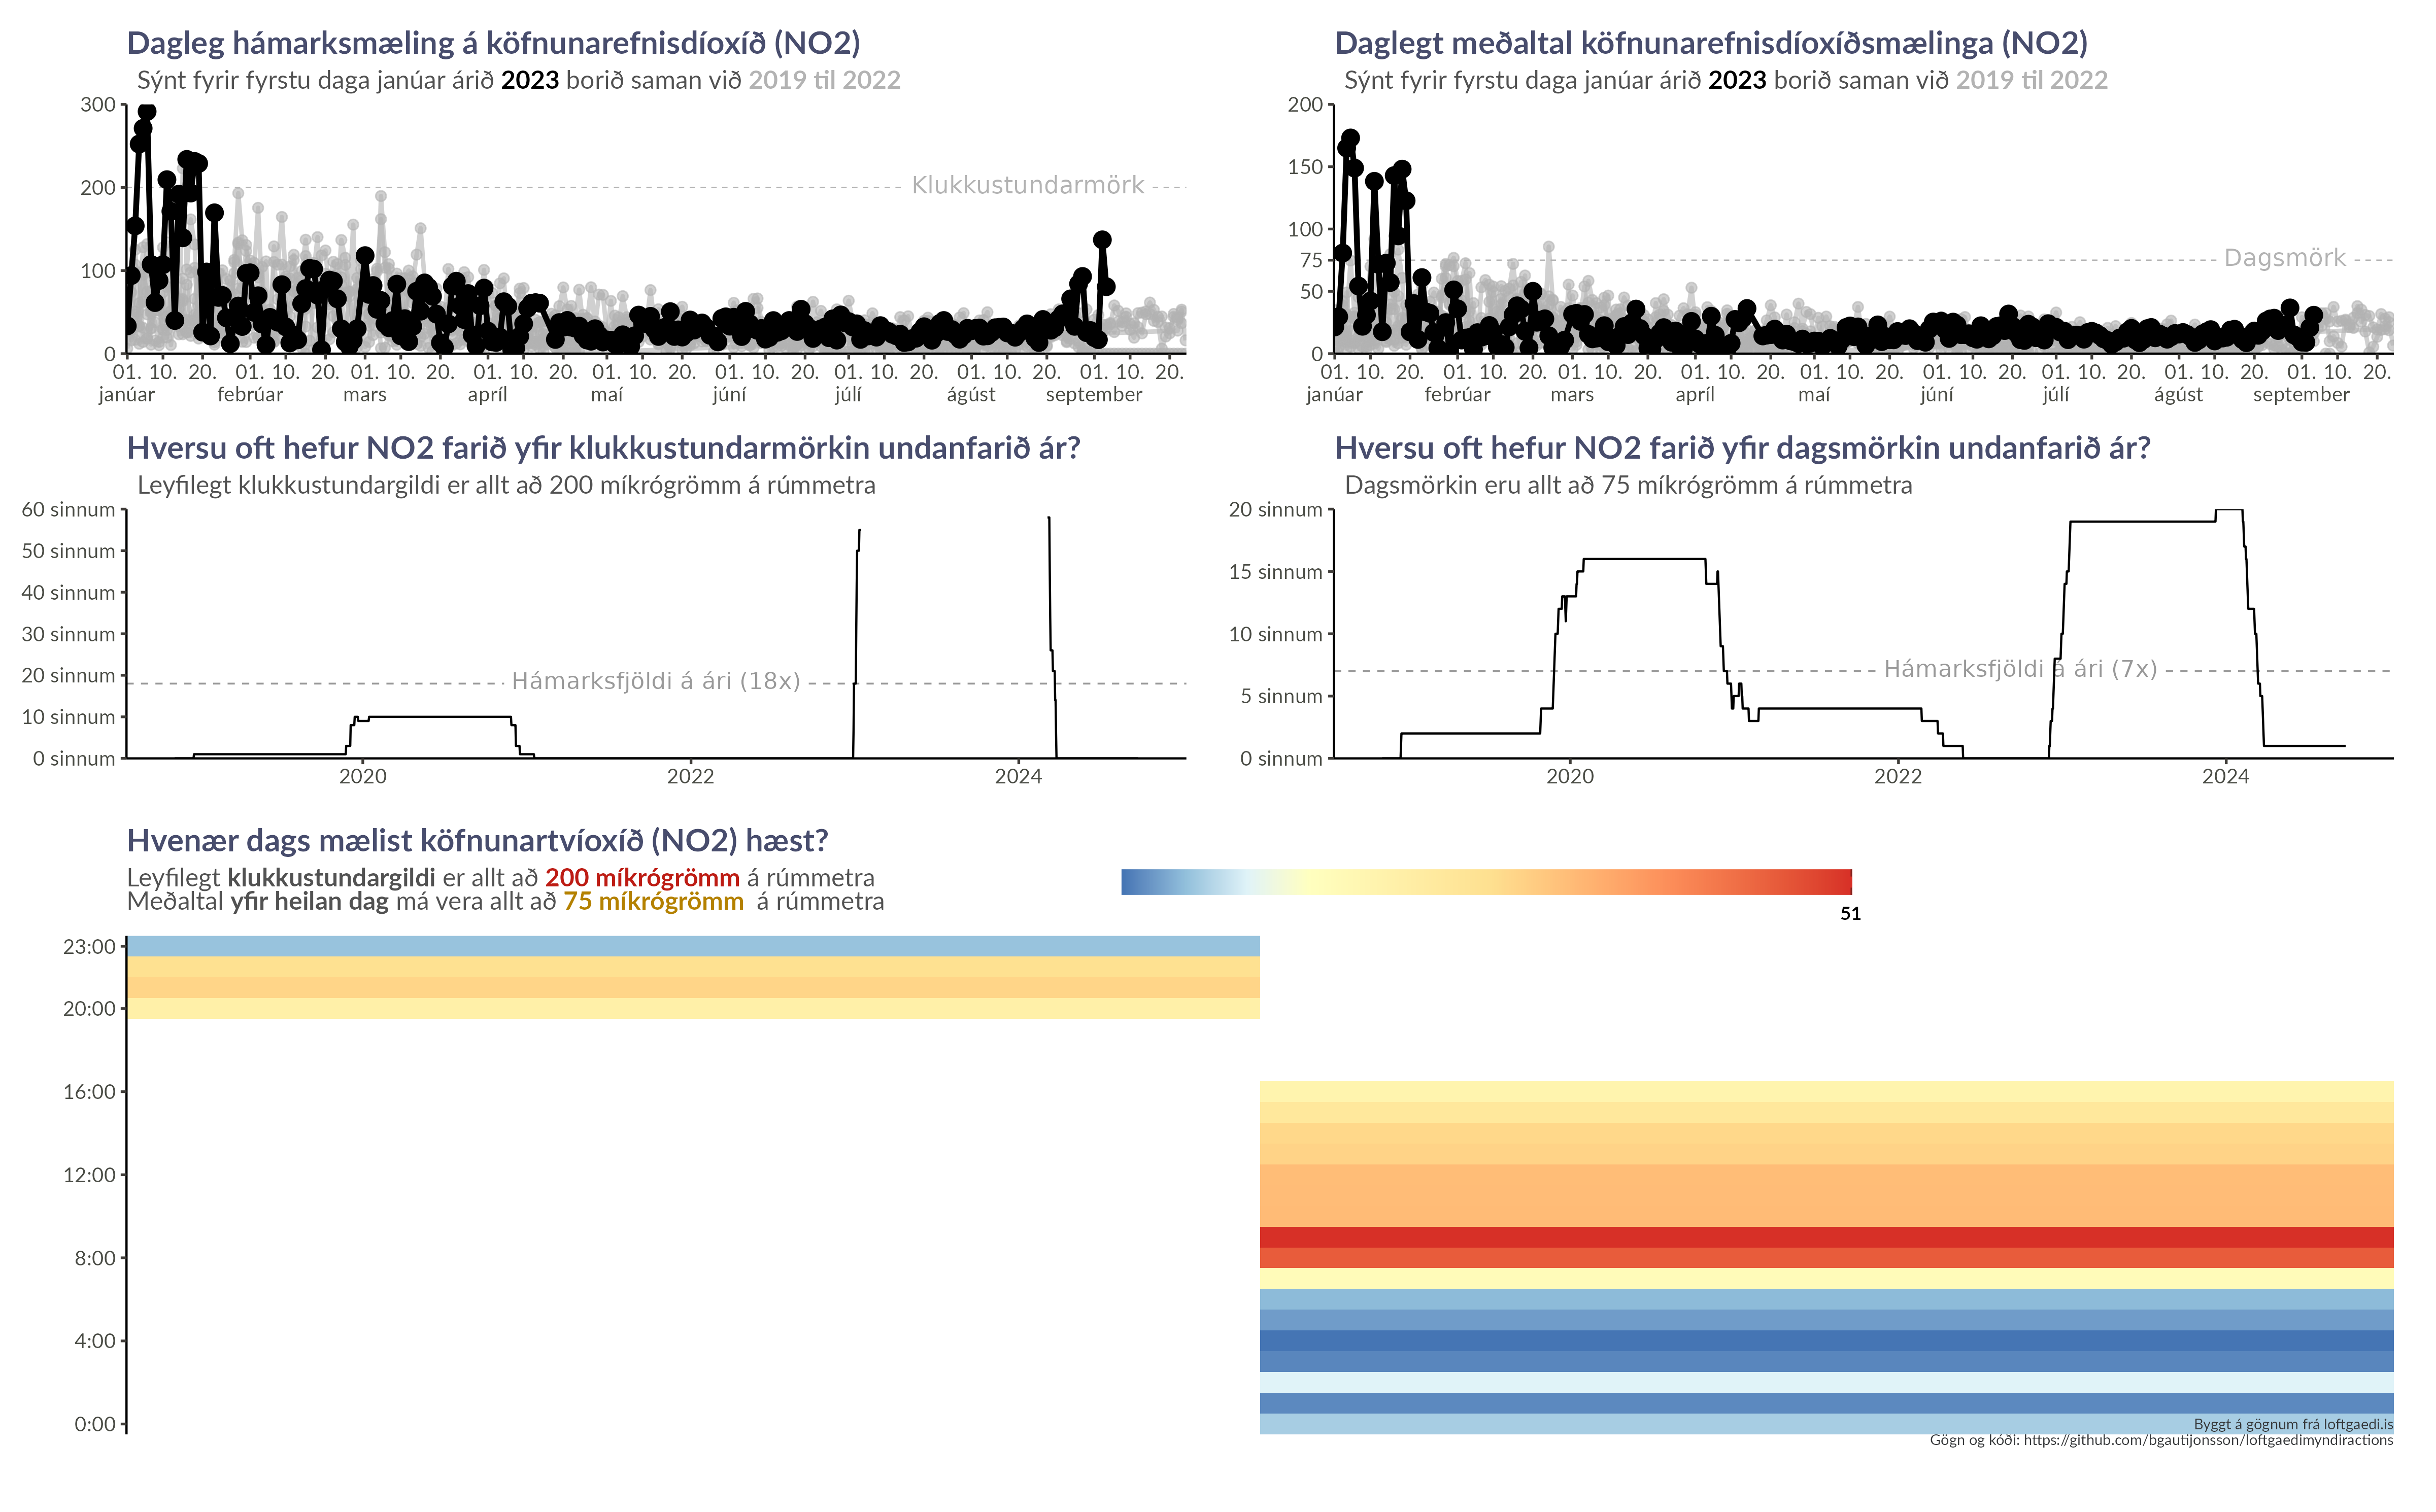 Dagleg hámarksmæling á köfnunarefnisdíoxíð (NO2)
Sýnt fyrir fyrstu daga janúar árið 2023 borið saman við 2019 til 2022
300
200
100
0
Klukkustundarmörk
01. 10. 20. 01. 10. 20. 01. 10. 20. 01. 10. 20. 01. 10. 20. 01. 10. 20. 01. 10. 20. 01. 10. 20. 01. 10. 20.
janúar febrúar mars apríl maí júní júlí ágúst september
Daglegt meðaltal köfnunarefnisdíoxíðsmælinga (NO2)
Sýnt fyrir fyrstu daga janúar árið 2023 borið saman við 2019 til 2022
200
150
100
75
50
0
Dagsmörk
01. 10. 20. 01. 10. 20. 01. 10. 20. 01. 10. 20. 01. 10. 20. 01. 10. 20. 01. 10. 20. 01. 10. 20. 01. 10. 20.
janúar febrúar mars apríl maí júní júlí ágúst september
Hversu oft hefur NO2 farið yfir klukkustundarmörkin undanfarið ár?
Leyfilegt klukkustundargildi er allt að 200 míkrógrömm á rúmmetra
60 sinnum
50 sinnum
40 sinnum
30 sinnum
20 sinnum
10 sinnum
0 sinnum
Hámarksfjöldi á ári (18x)
2020 2022 2024
Hversu oft hefur NO2 farið yfir dagsmörkin undanfarið ár?
Dagsmörkin eru allt að 75 míkrógrömm á rúmmetra
20 sinnum
15 sinnum
10 sinnum
5 sinnum
0 sinnum
Hámarksfjöldi á ári (7x)
2020 2022 2024
Hvenær dags mælist köfnunartvíoxíð (NO2) hæst?
Leyfilegt klukkustundargildi er allt að 200 míkrógrömm á rúmmetra
Meðaltal yfir heilan dag má vera allt að 75 míkrógrömm á rúmmetra
51
23:00
20:00
16:00
12:00
8:00
4:00
0:00
Byggt á gögnum frá loftgaedi.is
Gögn og kóði: https://github.com/bgautijonsson/loftgaedimyndiractions